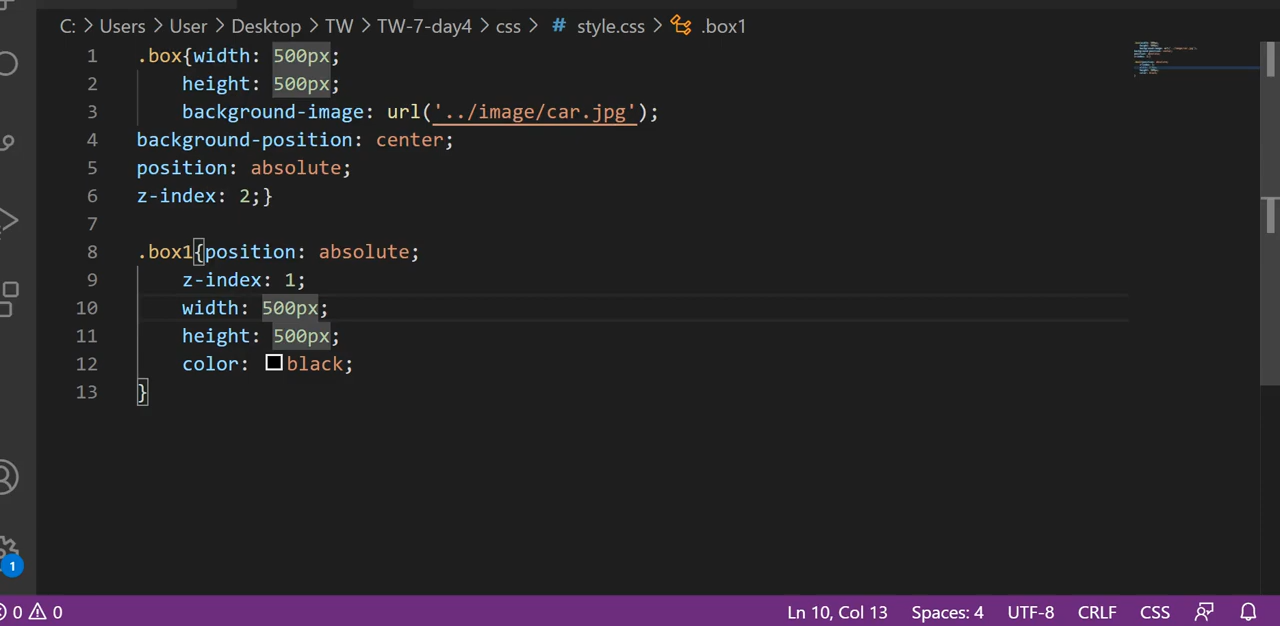 C: > Users > User > Desktop > TW > TW-7-day4 > css > # style.css > .box1
1 .box{width: 500px;
2 height: 500px;
3 background-image: url('../image/car.jpg');
4 background-position: center;
5 position: absolute;
6 z-index: 2;}
7
8 .box1{position: absolute;
9 z-index: 1;
10 width: 500px;
11 height: 500px;
12 color: black;
13 }
1
0 0 Ln 10, Col 13 Spaces: 4 UTF-8 CRLF CSS